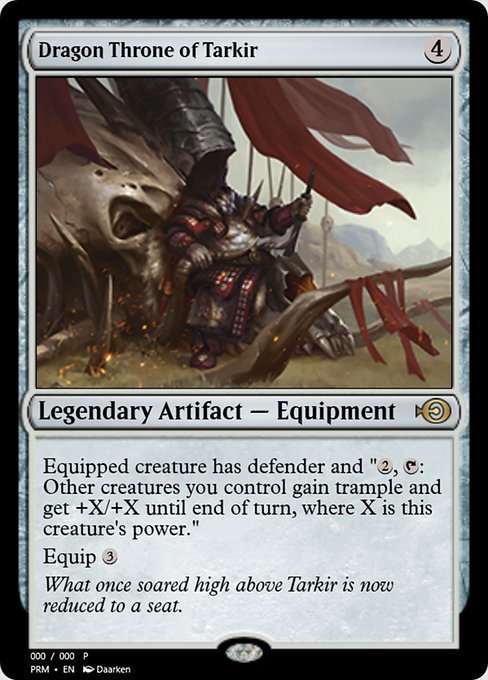 Dragon Throne of Tarkir 4
Legendary Artifact — Equipment
Equipped creature has defender and "2, T:
Other creatures you control gain trample and
get +X/+X until end of turn, where X is this
creature's power."
Equip 3
What once soared high above Tarkir is now
reduced to a seat.
000 / 000 P
PRM • EN Daarken